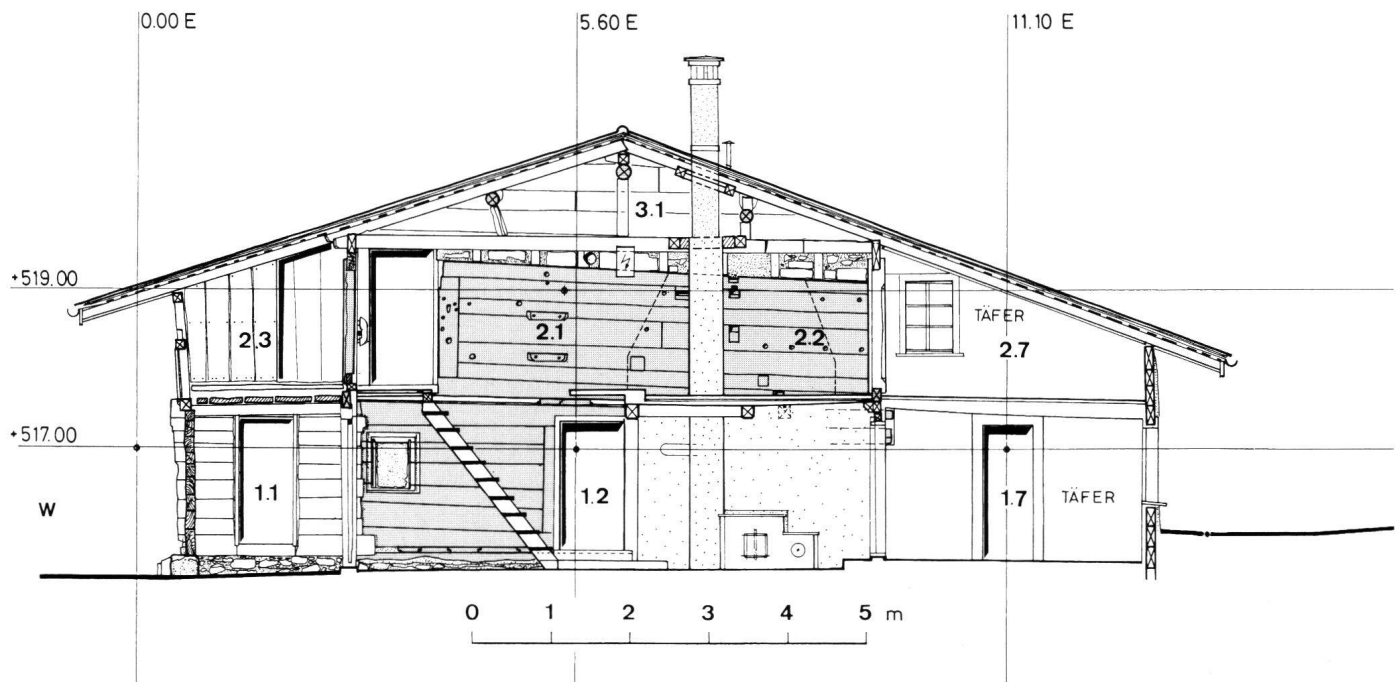 0.00 E 5.60 E 11.10 E
3.1
+519.00
TÄFER
2.3 2.1 2.2 2.7
+517.00
1.1 1.2 1.7 TÄFER
W
0 1 2 3 4 5 m